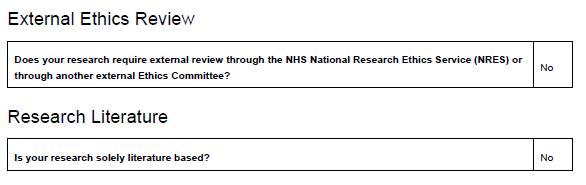 External Ethics Review
Does your research require external review through the NHS National Research Ethics Service (NRES) or
through another external Ethics Committee?
No
Research Literature
Is your research solely literature based?
No